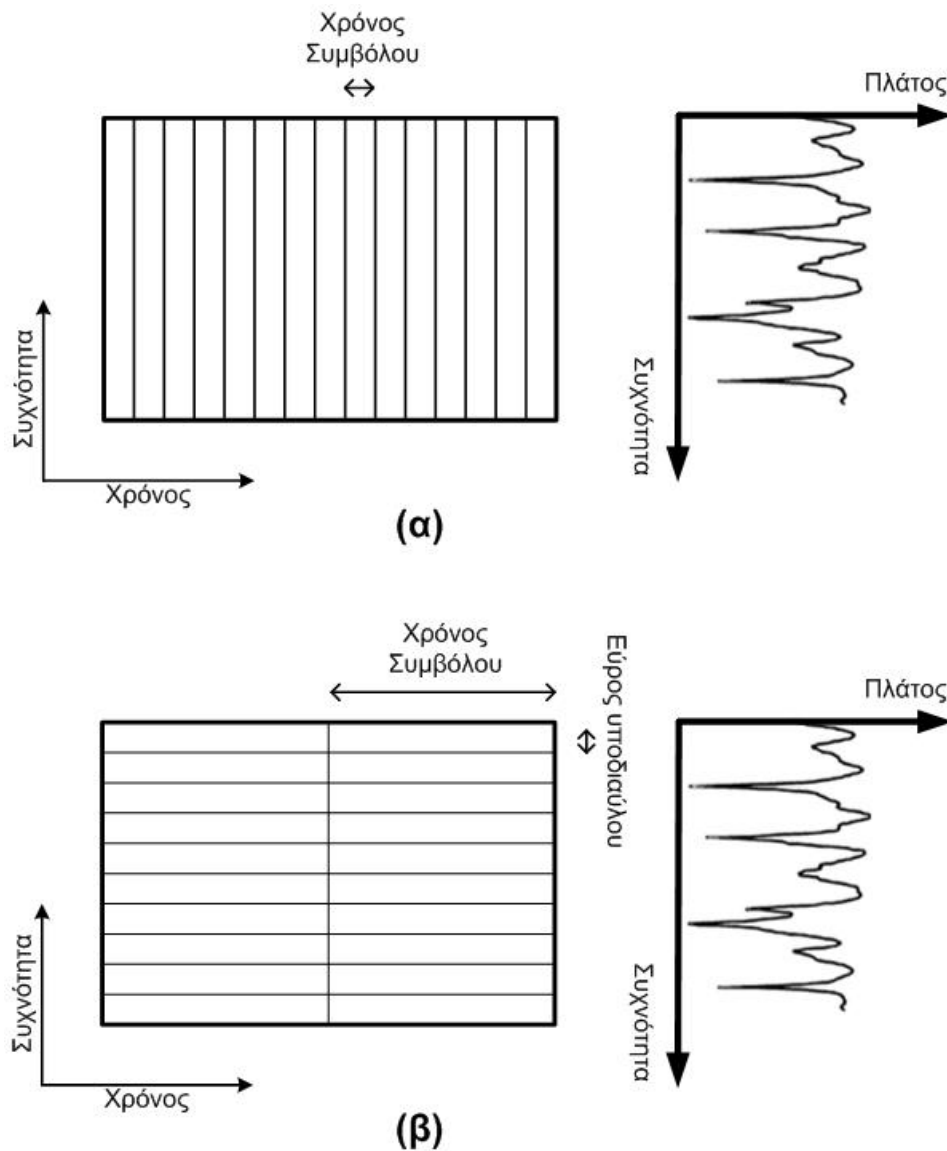 Χρόνος
Συμβόλου
Πλάτος
Συχνότητα
Συχνότητα
Χρόνος
(α)
Χρόνος
Συμβόλου
Εύρος υποδιαύλου
Πλάτος
Συχνότητα
Συχνότητα
Χρόνος
(β)